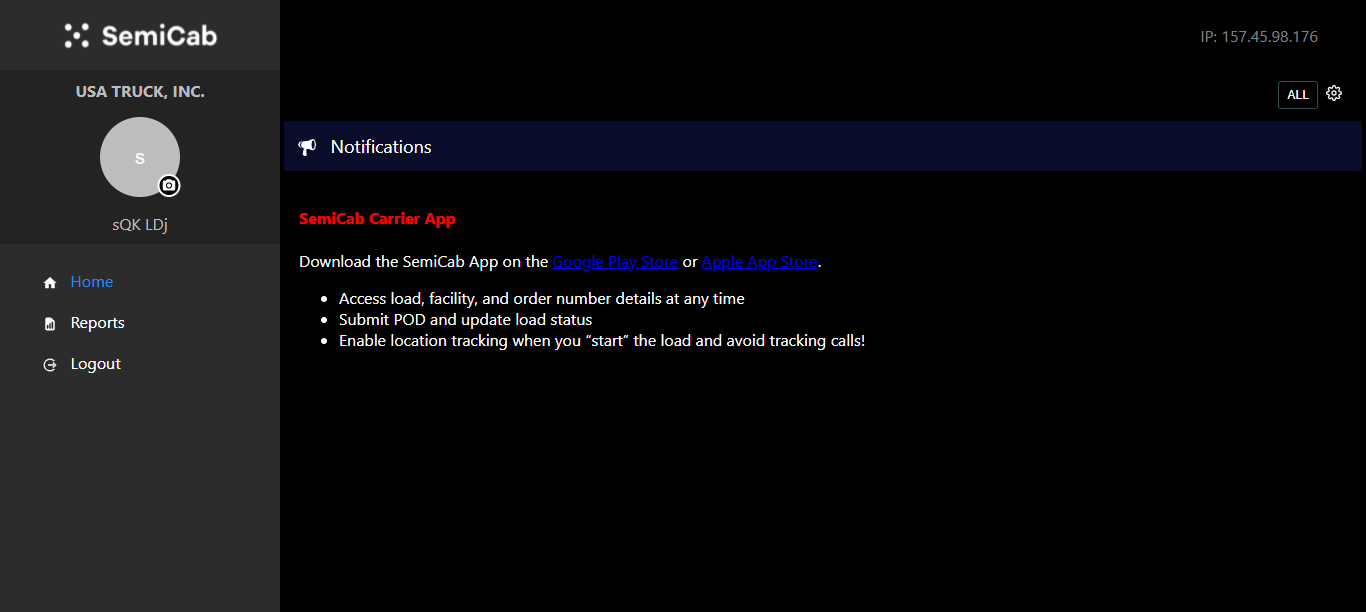 SemiCab
IP: 157.45.98.176
USA TRUCK, INC.
ALL
S
sQK LDj
Notifications
Home
Reports
Logout
SemiCab Carrier App
Download the SemiCab App on the Google Play Store or Apple App Store.
• Access load, facility, and order number details at any time
• Submit POD and update load status
• Enable location tracking when you “start” the load and avoid tracking calls!